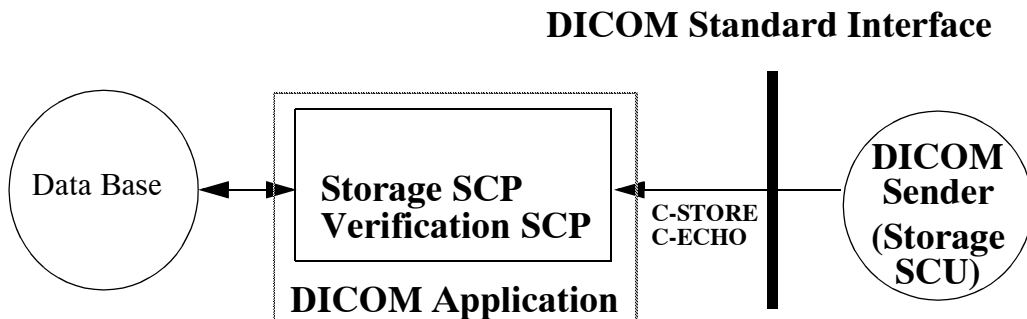 DICOM Standard Interface
Data Base
Storage SCP
Verification SCP
DICOM Application
C-STORE
C-ECHO
DICOM
Sender
(Storage
SCU)